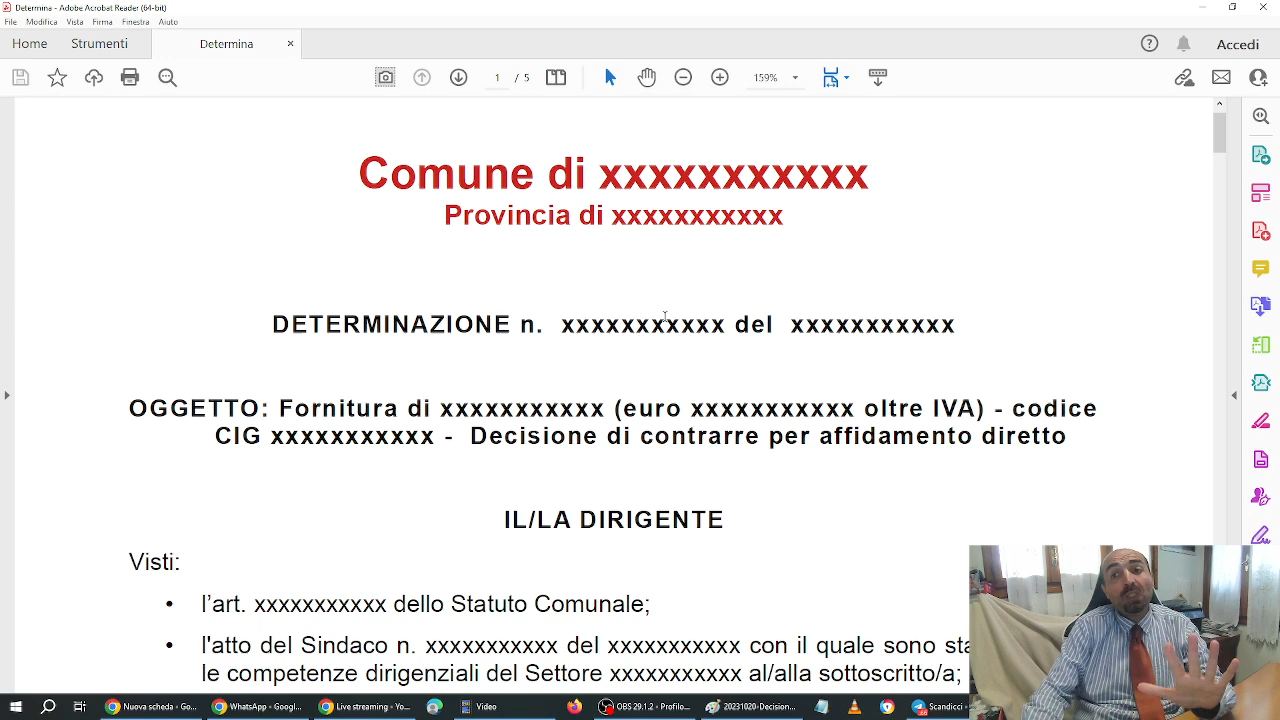 Determina - Adobe Acrobat Reader (64-bit)
File Modifica Vista Firma Finestra Aiuto
Home Strumenti Determina × Accedi
1 / 5 159%
Comune di xxxxxxxxxxx
Provincia di xxxxxxxxxxx
DETERMINAZIONE n. xxxxxxxxxxx del xxxxxxxxxxx
OGGETTO: Fornitura di xxxxxxxxxxx (euro xxxxxxxxxxx oltre IVA) - codice
CIG xxxxxxxxxxx - Decisione di contrarre per affidamento diretto
IL/LA DIRIGENTE
Visti:
• l’art. xxxxxxxxxxx dello Statuto Comunale;
• l'atto del Sindaco n. xxxxxxxxxxx del xxxxxxxxxxx con il quale sono sta
le competenze dirigenziali del Settore xxxxxxxxxxx al/alla sottoscritto/a;
Nuova scheda - Go... WhatsApp - Googl... Live streaming - Yo... Video OBS 29.1.2 - Profilo... 20231020-Decision... Candicci -